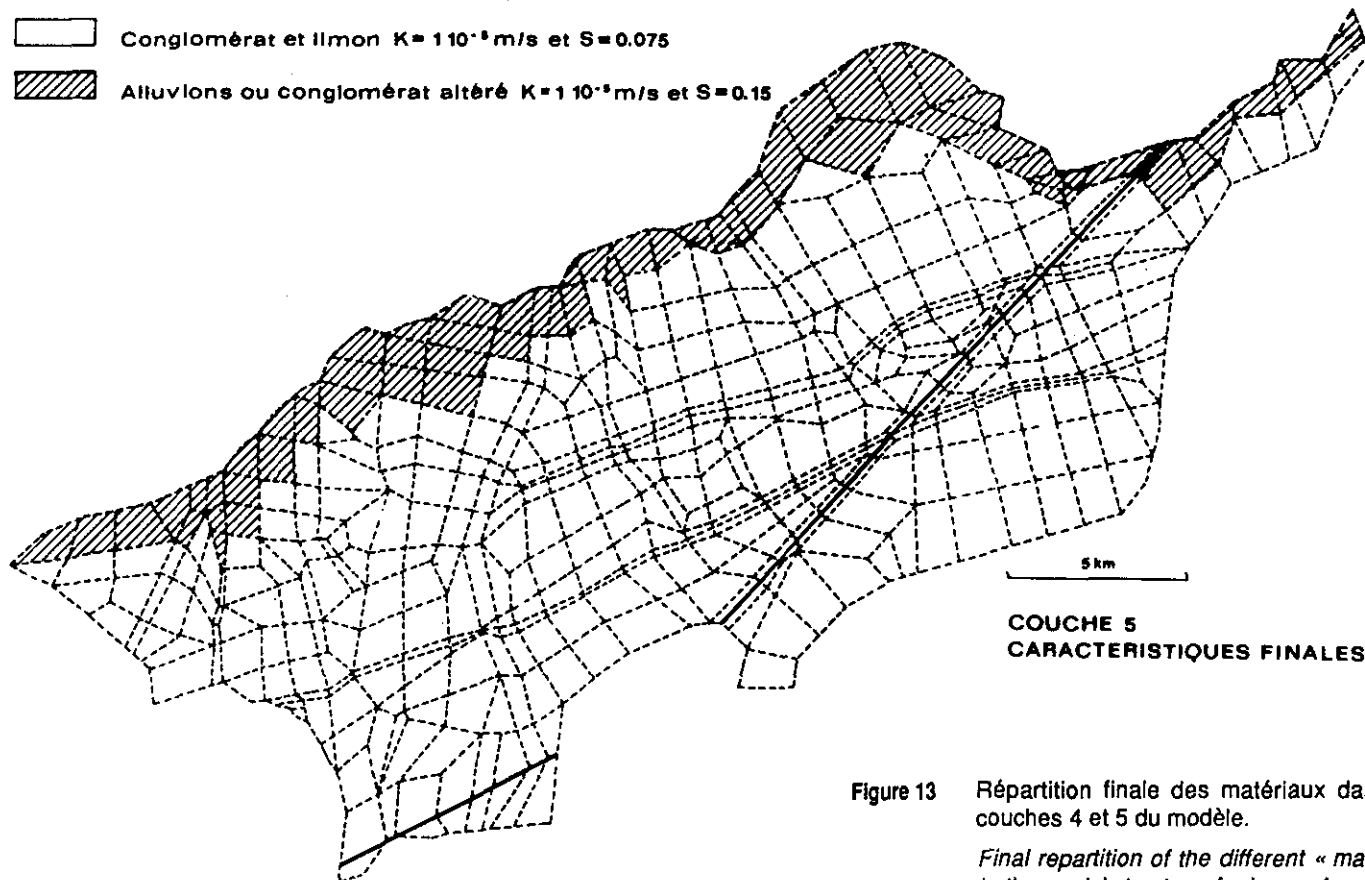 Conglomérat et limon K= 1 10⁻⁵ m/s et S=0.075
Alluvions ou conglomérat altéré K= 1 10⁻⁵ m/s et S=0.15
5 km
COUCHE 5
CARACTERISTIQUES FINALES
Figure 13 Répartition finale des matériaux da
couches 4 et 5 du modèle.
Final repartition of the different « ma